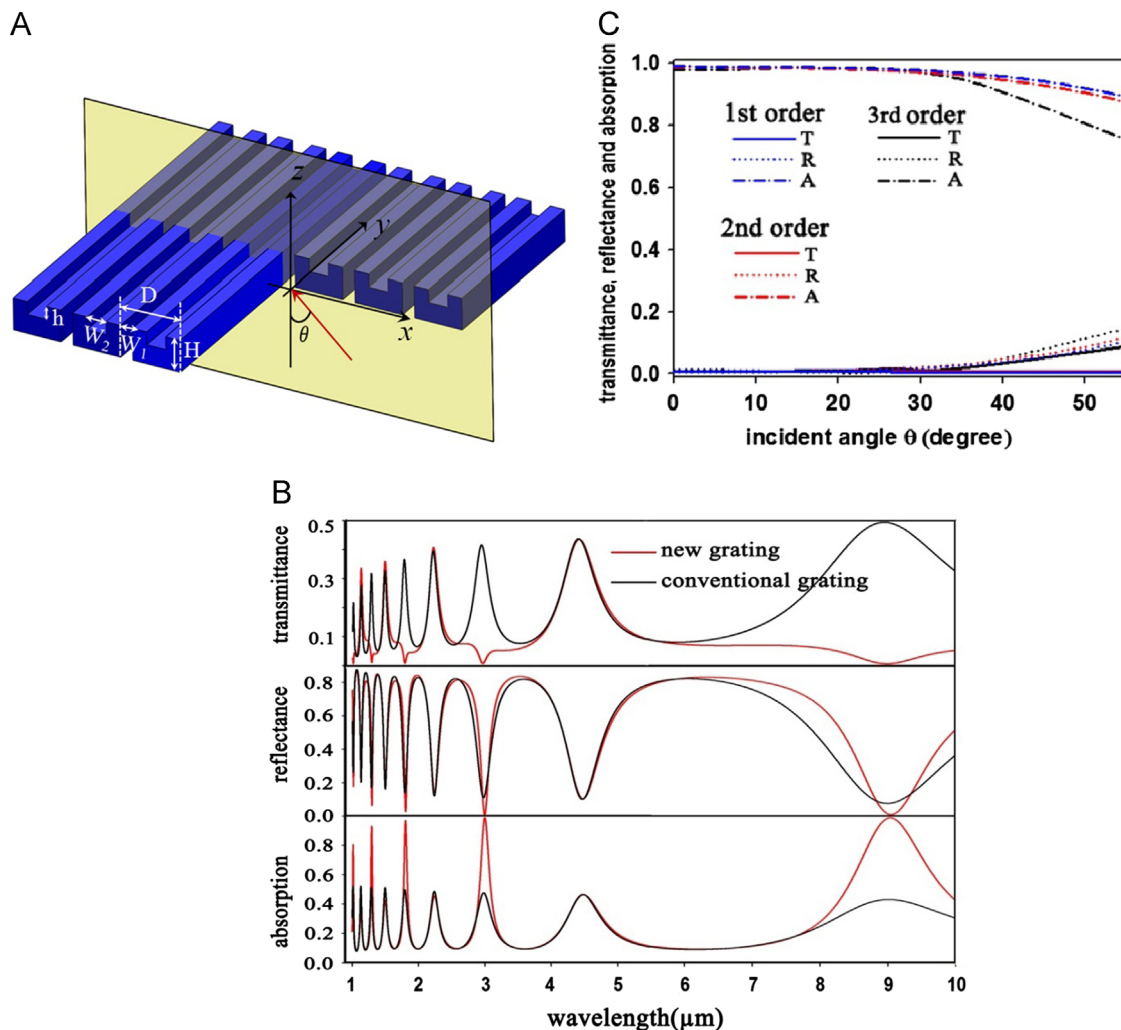 A
z
y
x
θ
D
h
W2
W1
H
C
transmittance, reflectance and absorption
1.0
0.8
0.6
0.4
0.2
0.0
1st order
T
R
A
3rd order
T
R
A
2nd order
T
R
A
0 10 20 30 40 50
incident angle θ (degree)
B
transmittance
0.5
0.3
0.1
new grating
conventional grating
reflectance
0.8
0.6
0.4
0.2
0.0
absorption
0.8
0.6
0.4
0.2
0.0
1 2 3 4 5 6 7 8 9 10
wavelength(μm)